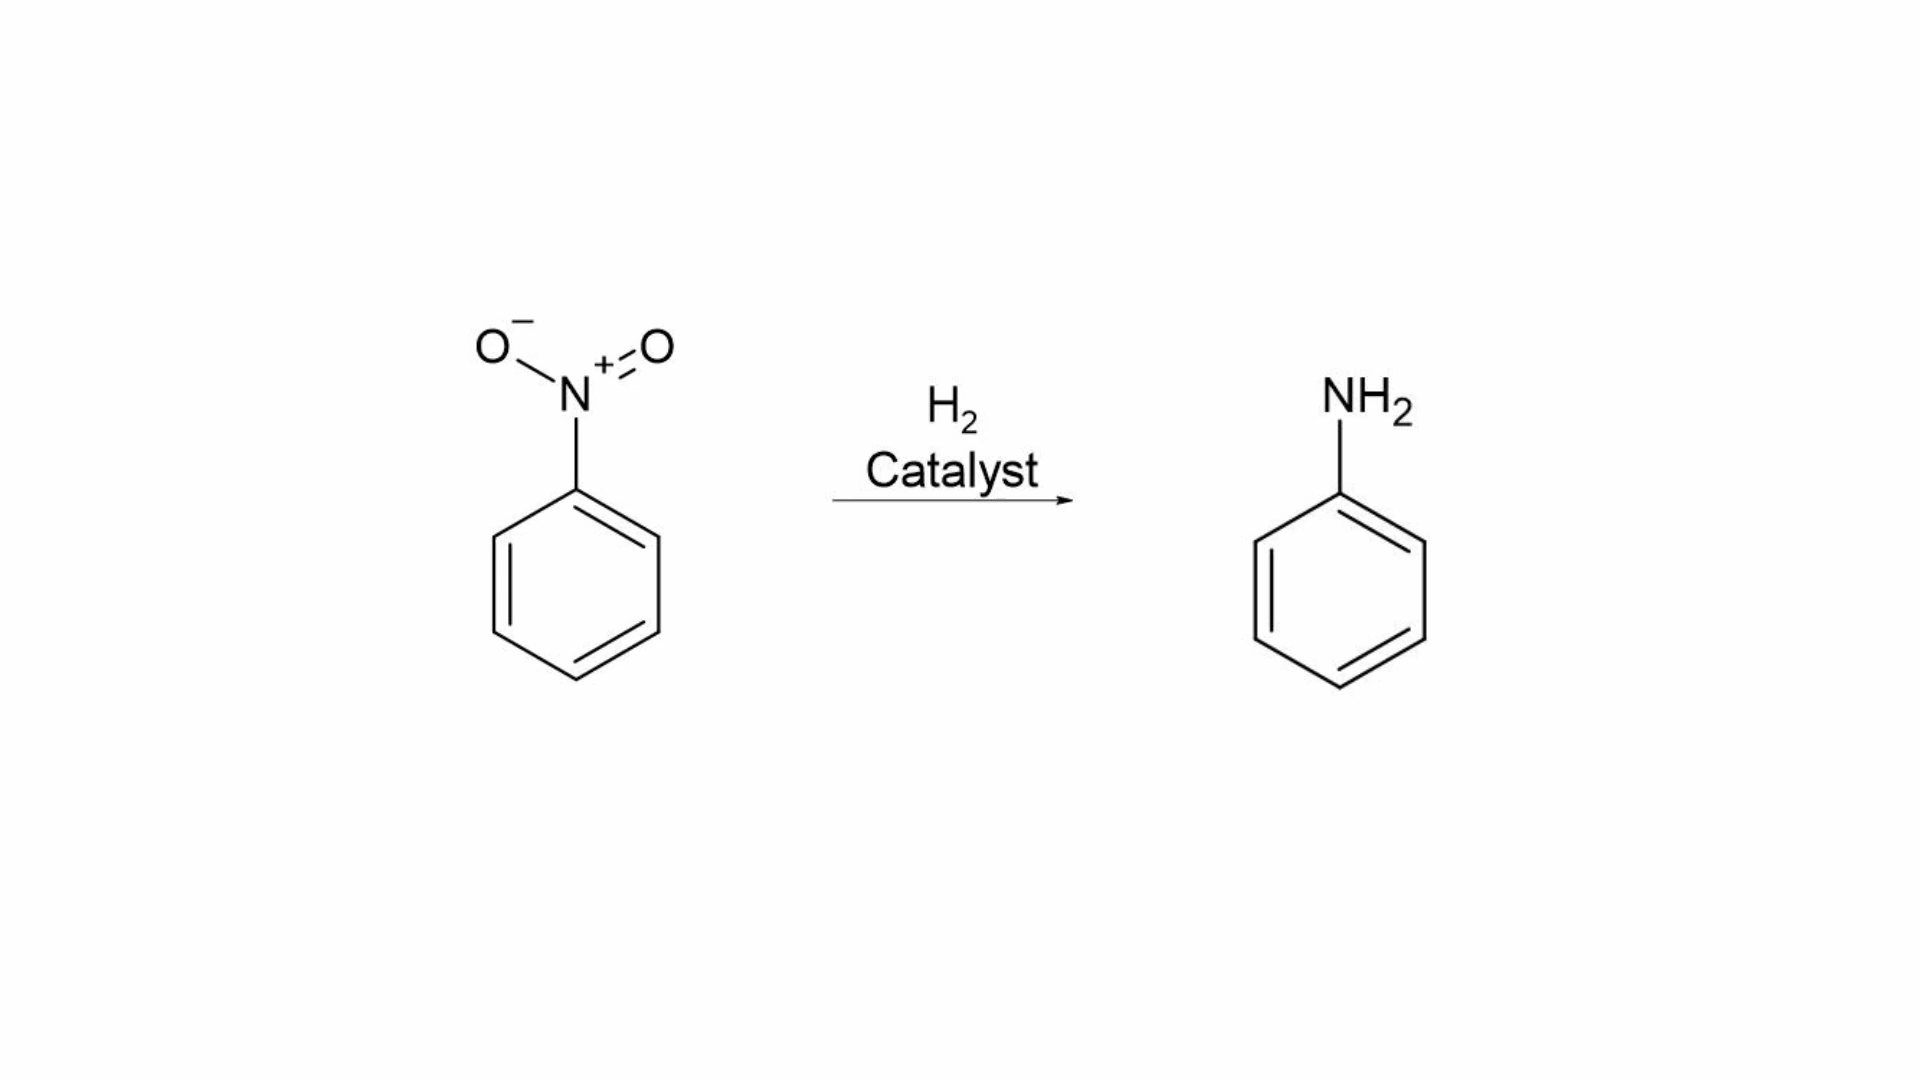 O⁻ N⁺ O
H₂
Catalyst
NH₂